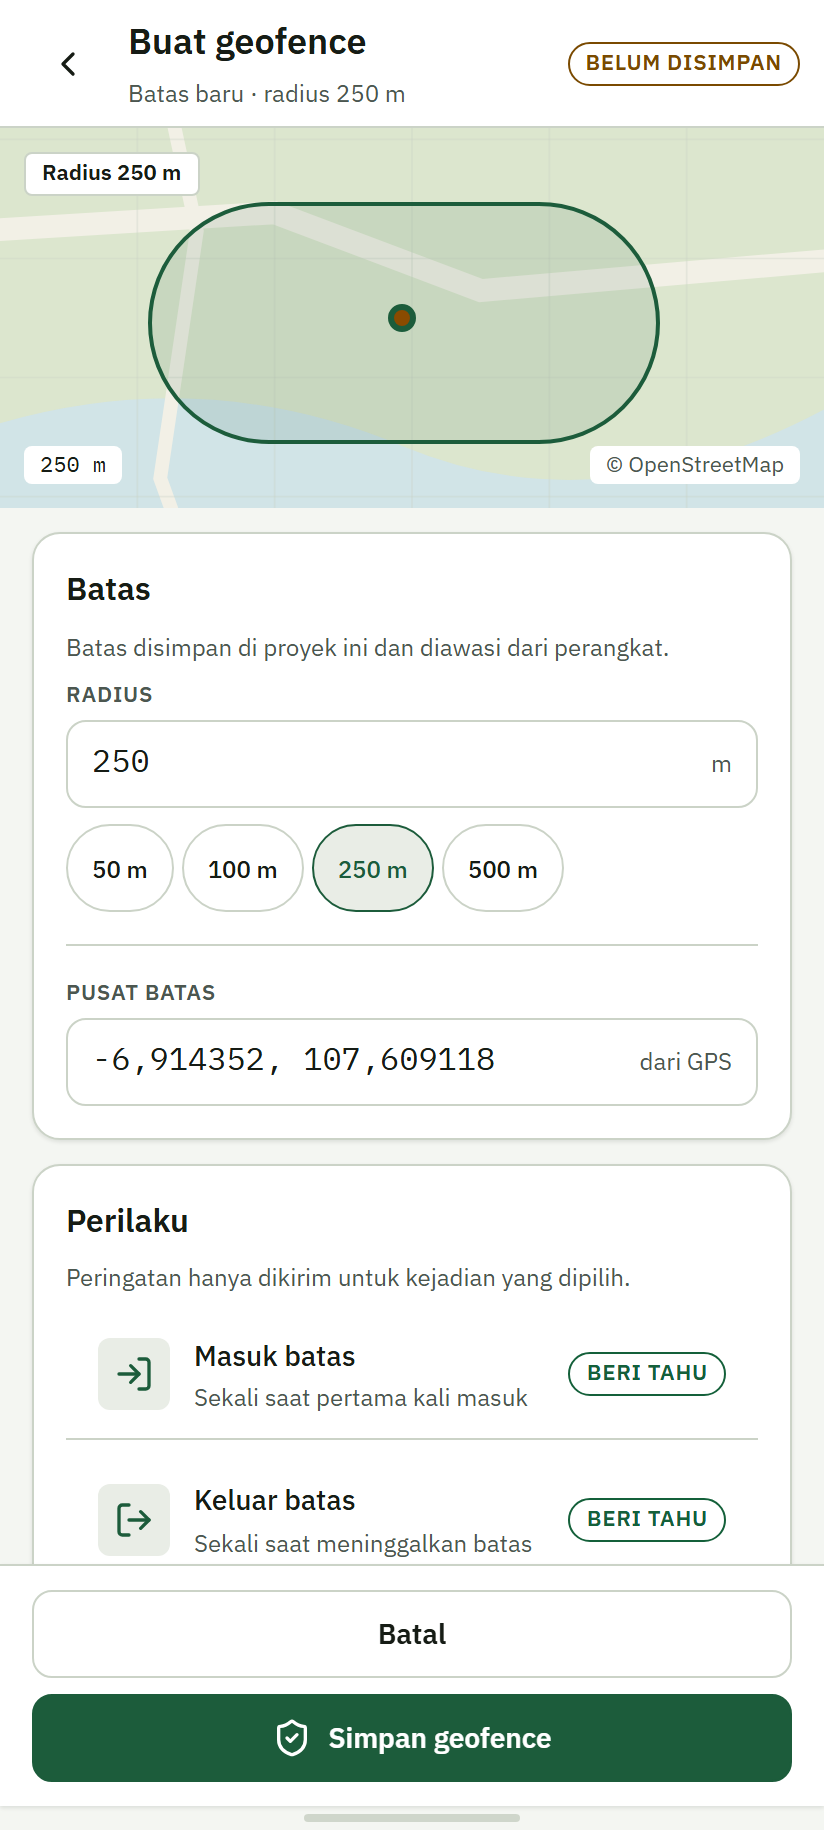 Buat geofence
Batas baru · radius 250 m
BELUM DISIMPAN
Radius 250 m
250 m
© OpenStreetMap
Batas
Batas disimpan di proyek ini dan diawasi dari perangkat.
RADIUS
250 m
50 m 100 m 250 m 500 m
PUSAT BATAS
-6,914352, 107,609118 dari GPS
Perilaku
Peringatan hanya dikirim untuk kejadian yang dipilih.
Masuk batas
Sekali saat pertama kali masuk
BERI TAHU
Keluar batas
Sekali saat meninggalkan batas
BERI TAHU
Batal
Simpan geofence